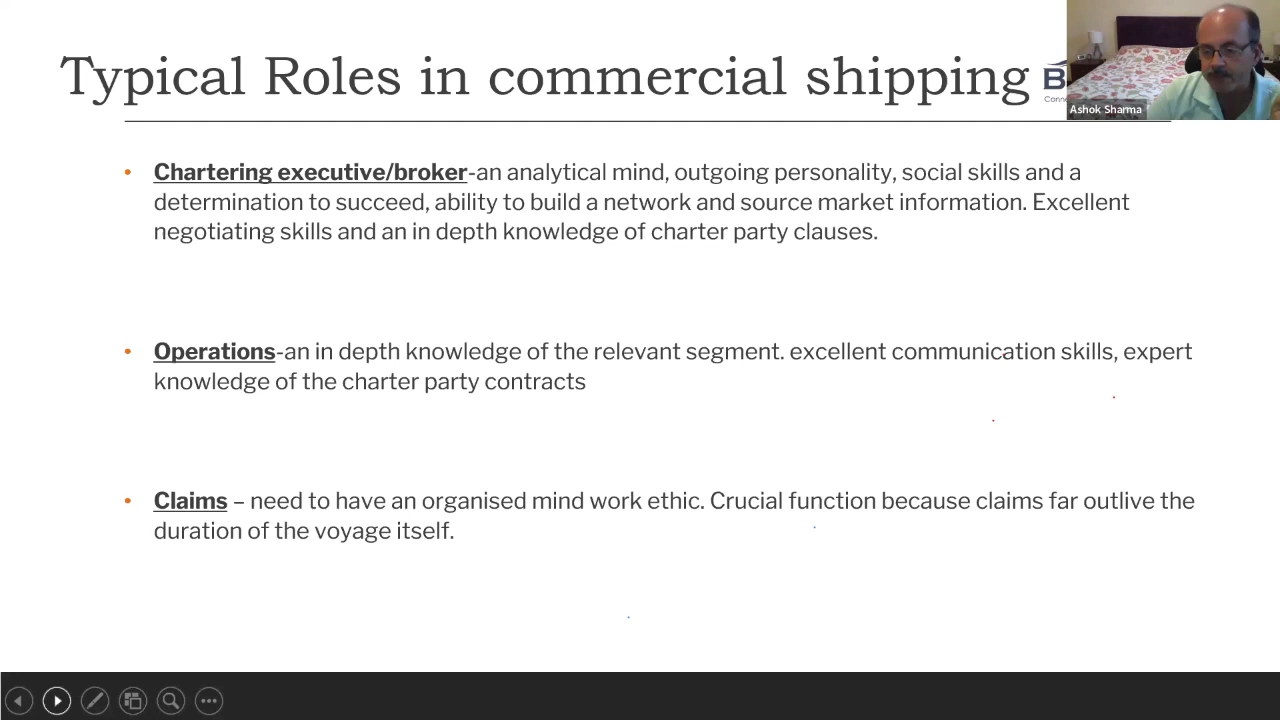 Typical Roles in commercial shipping
Ashok Sharma
• Chartering executive/broker-an analytical mind, outgoing personality, social skills and a
determination to succeed, ability to build a network and source market information. Excellent
negotiating skills and an in depth knowledge of charter party clauses.
• Operations-an in depth knowledge of the relevant segment. excellent communication skills, expert
knowledge of the charter party contracts
• Claims – need to have an organised mind work ethic. Crucial function because claims far outlive the
duration of the voyage itself.